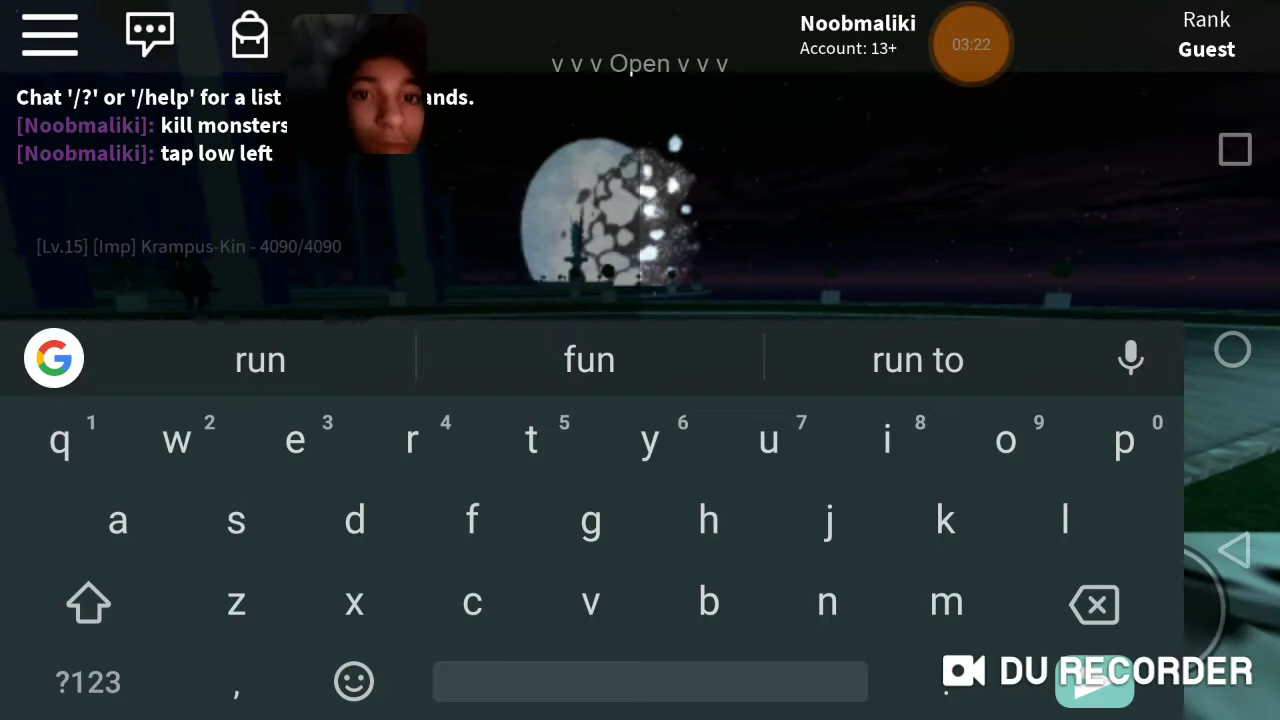 Noobmaliki
Account: 13+
03:22
Rank
Guest
v v v Open v v v
Chat '/?' or '/help' for a list ands.
[Noobmaliki]: kill monsters
[Noobmaliki]: tap low left
[Lv.15] [Imp] Krampus-Kin - 4090/4090
G run fun run to
q 1 w 2 e 3 r 4 t 5 y 6 u 7 i 8 o 9 p 0
a s d f g h j k l
z x c v b n m
?123 , .
DU RECORDER